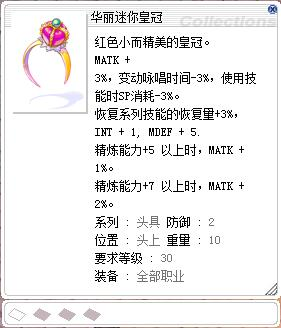 华丽迷你皇冠
Collections
红色小而精美的皇冠。
MATK +
3%,变动咏唱时间-3%,使用技
能时SP消耗-3%。
恢复系列技能的恢复量+3%,
INT + 1, MDEF + 5.
精炼能力+5 以上时,MATK +
1%。
精炼能力+7 以上时,MATK +
2%。
系列 : 头具 防御 : 2
位置 : 头上 重量 : 10
要求等级 : 30
装备 : 全部职业